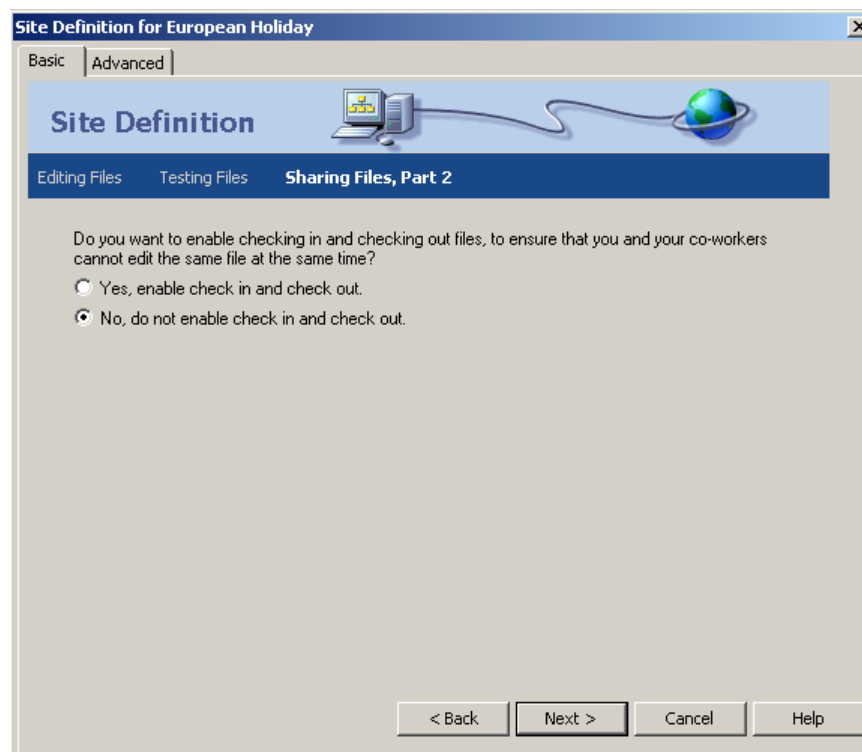 Site Definition for European Holiday
Basic
Advanced
Site Definition
Editing Files
Testing Files
Sharing Files, Part 2
Do you want to enable checking in and checking out files, to ensure that you and your co-workers
cannot edit the same file at the same time?
Yes, enable check in and check out.
No, do not enable check in and check out.
< Back
Next >
Cancel
Help